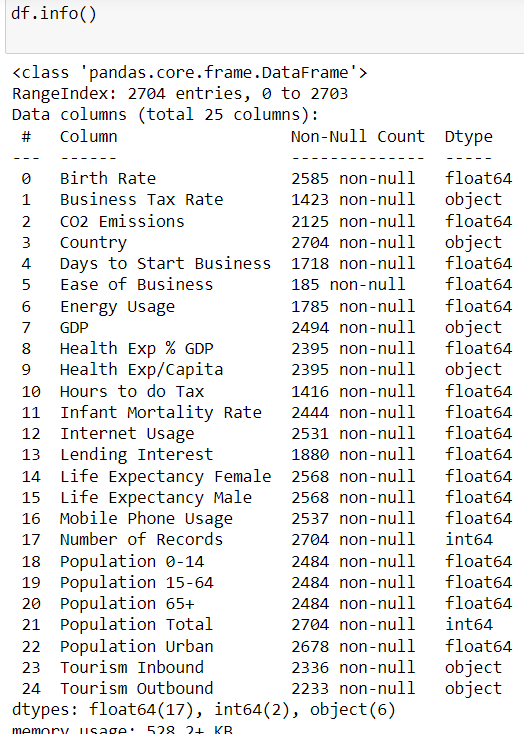 df.info()
<class 'pandas.core.frame.DataFrame'>
RangeIndex: 2704 entries, 0 to 2703
Data columns (total 25 columns):
 #   Column                  Non-Null Count  Dtype
---  ------                  --------------  -----
 0   Birth Rate              2585 non-null   float64
 1   Business Tax Rate       1423 non-null   object
 2   CO2 Emissions           2125 non-null   float64
 3   Country                 2704 non-null   object
 4   Days to Start Business  1718 non-null   float64
 5   Ease of Business        185 non-null    float64
 6   Energy Usage            1785 non-null   float64
 7   GDP                     2494 non-null   object
 8   Health Exp % GDP        2395 non-null   float64
 9   Health Exp/Capita       2395 non-null   object
 10  Hours to do Tax         1416 non-null   float64
 11  Infant Mortality Rate   2444 non-null   float64
 12  Internet Usage          2531 non-null   float64
 13  Lending Interest        1880 non-null   float64
 14  Life Expectancy Female  2568 non-null   float64
 15  Life Expectancy Male    2568 non-null   float64
 16  Mobile Phone Usage      2537 non-null   float64
 17  Number of Records       2704 non-null   int64
 18  Population 0-14         2484 non-null   float64
 19  Population 15-64        2484 non-null   float64
 20  Population 65+          2484 non-null   float64
 21  Population Total        2704 non-null   int64
 22  Population Urban        2678 non-null   float64
 23  Tourism Inbound         2336 non-null   object
 24  Tourism Outbound        2233 non-null   object
dtypes: float64(17), int64(2), object(6)
memory usage: 528.2+ KB